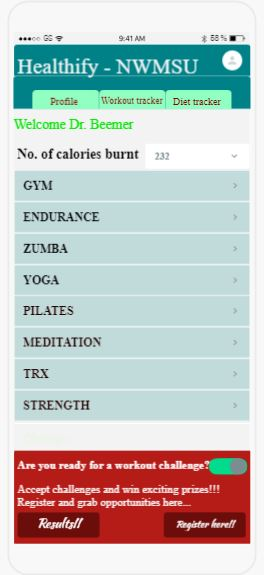 GS 9:41 AM 58%
Healthify - NWMSU
Profile Workout tracker Diet tracker
Welcome Dr. Beemer
No. of calories burnt 232
GYM
ENDURANCE
ZUMBA
YOGA
PILATES
MEDITATION
TRX
STRENGTH
Are you ready for a workout challenge?
Accept challenges and win exciting prizes!!!
Register and grab opportunities here...
Results!! Register here!!